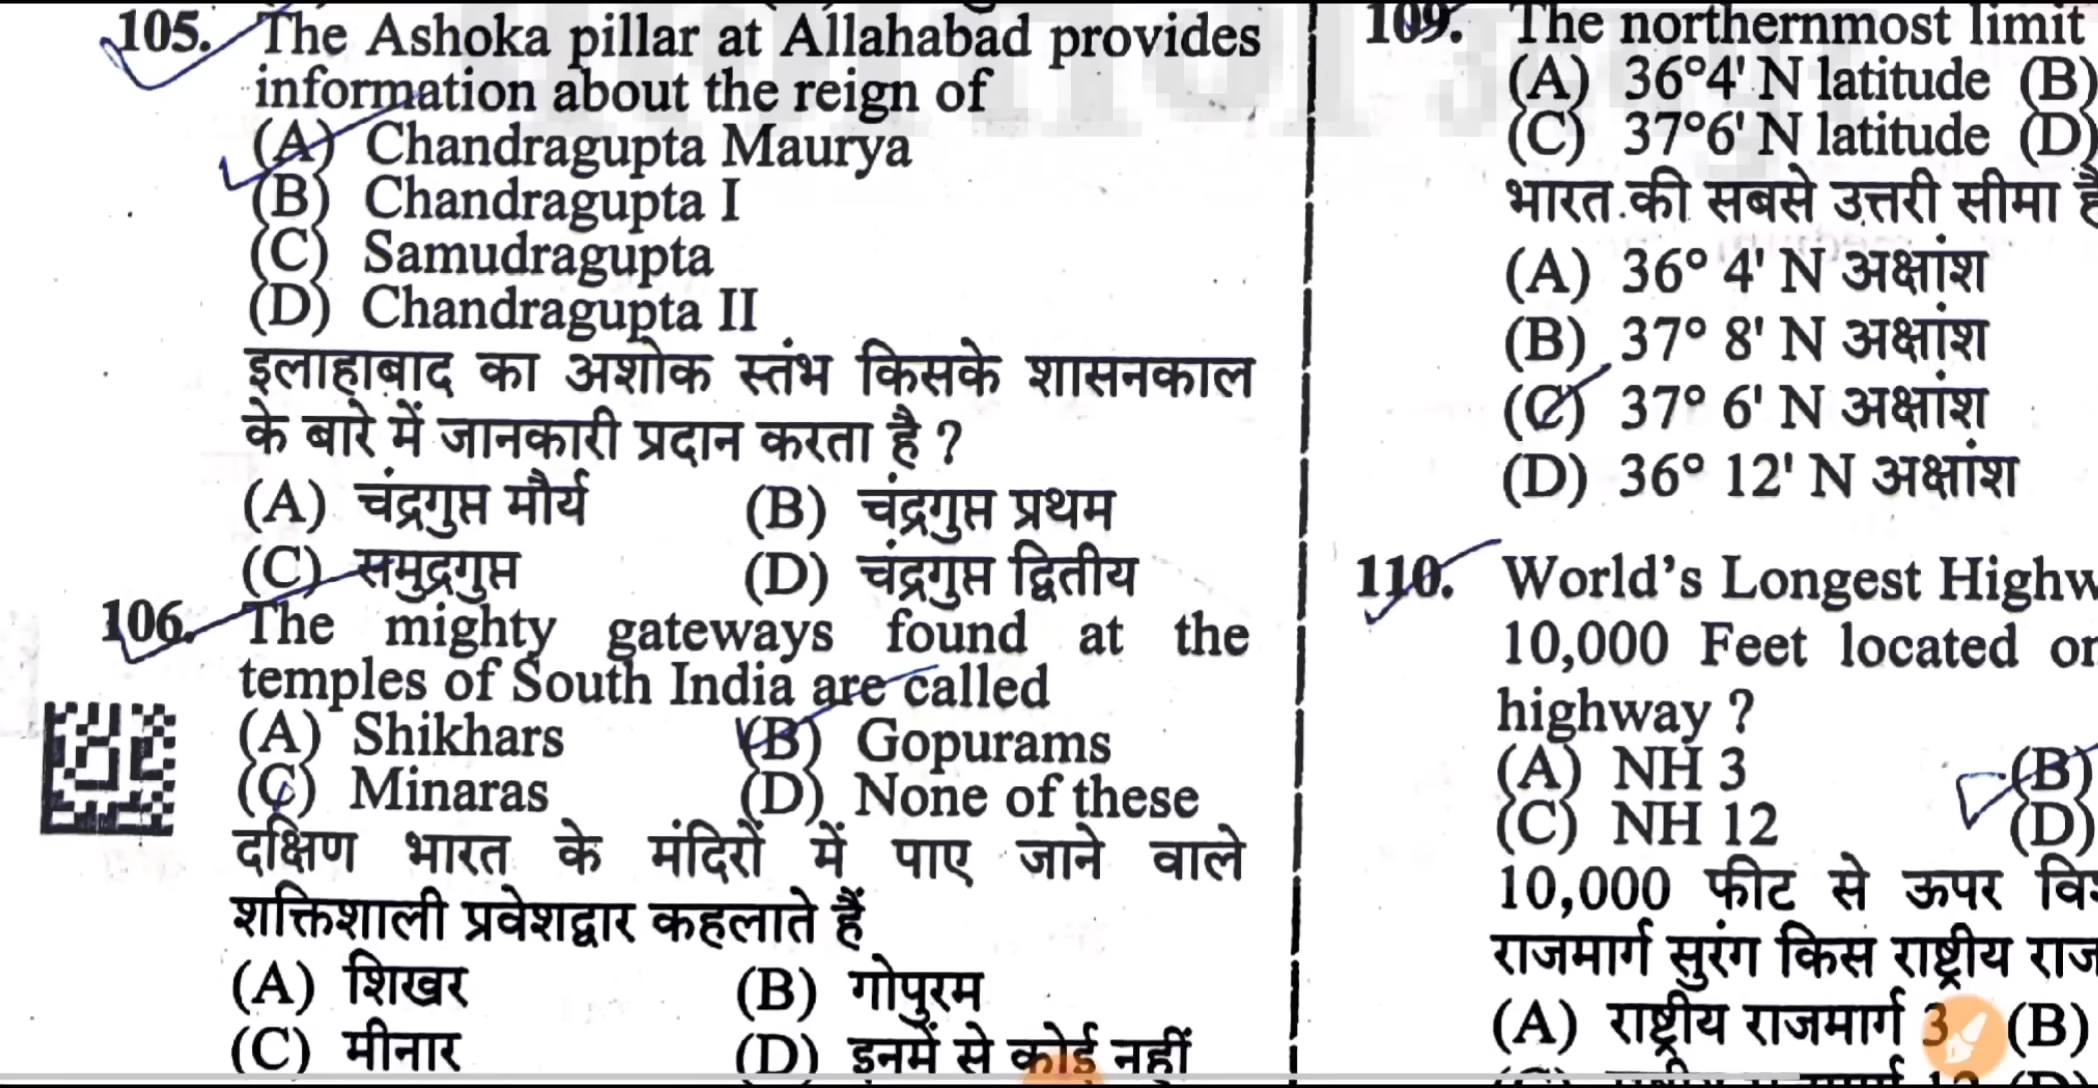 105. The Ashoka pillar at Allahabad provides
information about the reign of
(A) Chandragupta Maurya
(B) Chandragupta I
(C) Samudragupta
(D) Chandragupta II
इलाहाबाद का अशोक स्तंभ किसके शासनकाल
के बारे में जानकारी प्रदान करता है ?
(A) चंद्रगुप्त मौर्य (B) चंद्रगुप्त प्रथम
(C) समुद्रगुप्त (D) चंद्रगुप्त द्वितीय
106. The mighty gateways found at the
temples of South India are called
(A) Shikhars (B) Gopurams
(C) Minaras (D) None of these
दक्षिण भारत के मंदिरों में पाए जाने वाले
शक्तिशाली प्रवेशद्वार कहलाते हैं
(A) शिखर (B) गोपुरम
(C) मीनार (D) इनमें से कोई नहीं
109. The northernmost limit
(A) 36°4' N latitude (B)
(C) 37°6' N latitude (D)
भारत की सबसे उत्तरी सीमा है
(A) 36° 4' N अक्षांश
(B) 37° 8' N अक्षांश
(C) 37° 6' N अक्षांश
(D) 36° 12' N अक्षांश
110. World's Longest
10,000 Feet located
highway ?
(A) NH 3 (B)
(C) NH 12 (D)
10,000 फीट से ऊपर
राजमार्ग सुरंग किस राष्ट्रीय
(A) राष्ट्रीय राजमार्ग 3 (B)